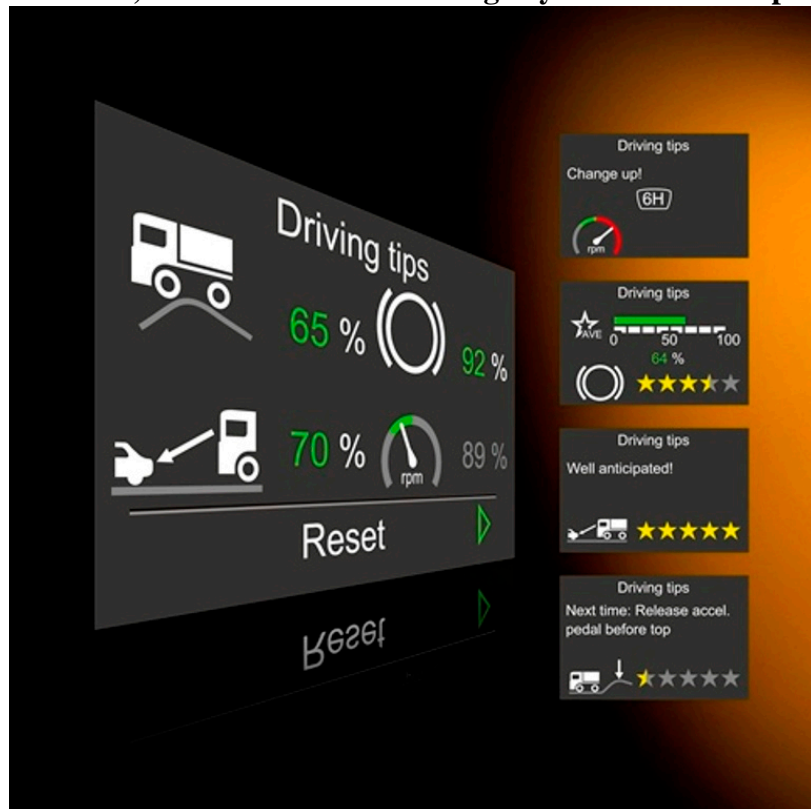 Driving tips
65 %
92 %
70 %
rpm
89 %
Reset
Driving tips
Change up!
6H
rpm
Driving tips
AVE
0 50 100
64 %
Driving tips
Well anticipated!
Driving tips
Next time: Release accel.
pedal before top